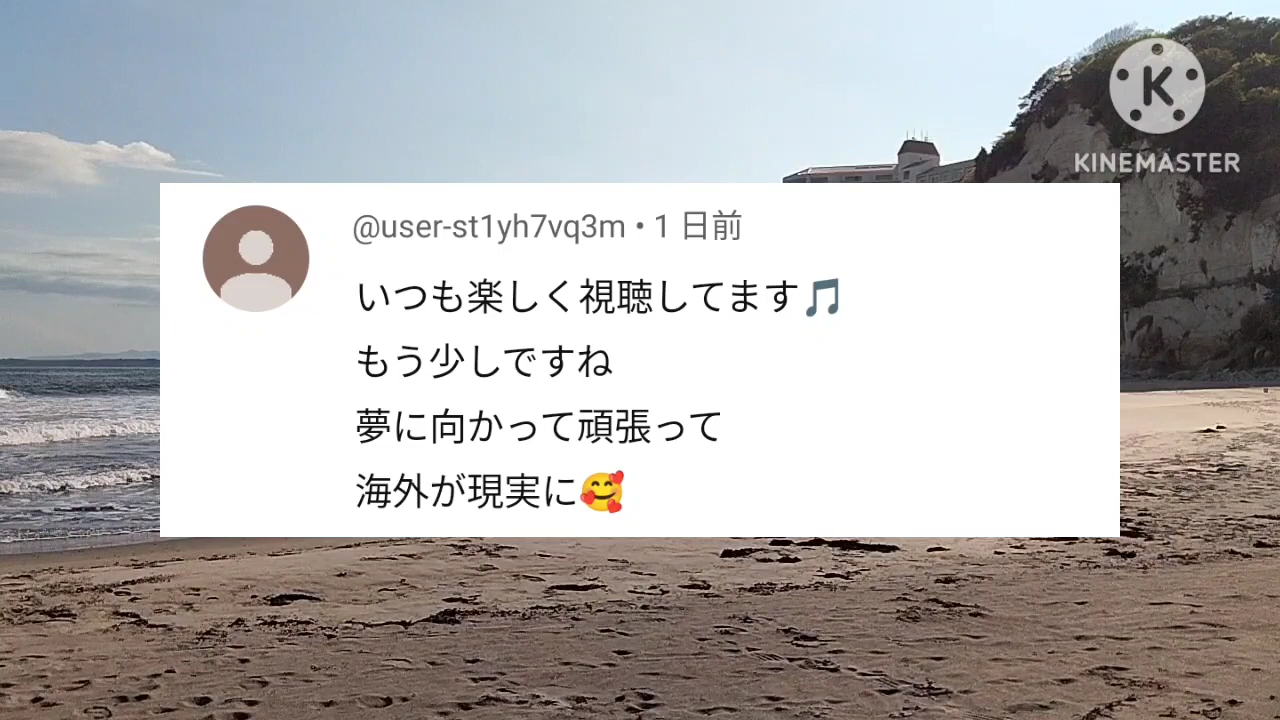 KINEMASTER
@user-st1yh7vq3m • 1 日前
いつも楽しく視聴してます🎵
もう少しですね
夢に向かって頑張って
海外が現実に🥰